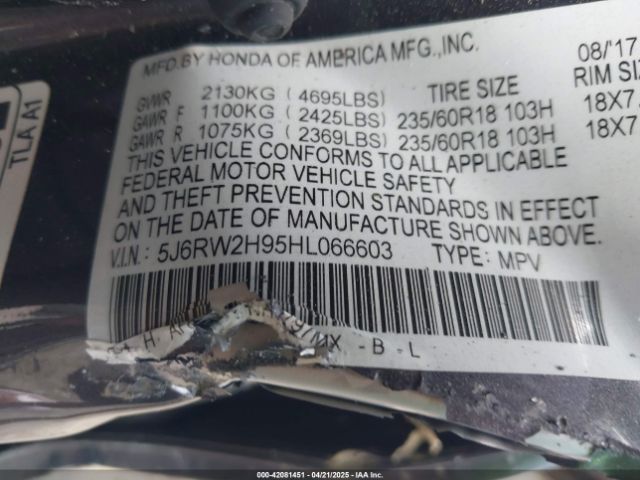 MFD.BY HONDA OF AMERICA MFG.,INC. 08/'17
GVWR 2130KG (4695LBS) TIRE SIZE RIM SIZ
GAWR F 1100KG (2425LBS) 235/60R18 103H 18X7.
GAWR R 1075KG (2369LBS) 235/60R18 103H 18X7.
THIS VEHICLE CONFORMS TO ALL APPLICABLE
FEDERAL MOTOR VEHICLE SAFETY
AND THEFT PREVENTION STANDARDS IN EFFECT
ON THE DATE OF MANUFACTURE SHOWN ABOVE.
V.I.N.: 5J6RW2H95HL066603 TYPE: MPV
MX - B - L
TLA A1
000-42081451 04/21/2025 IAA Inc.